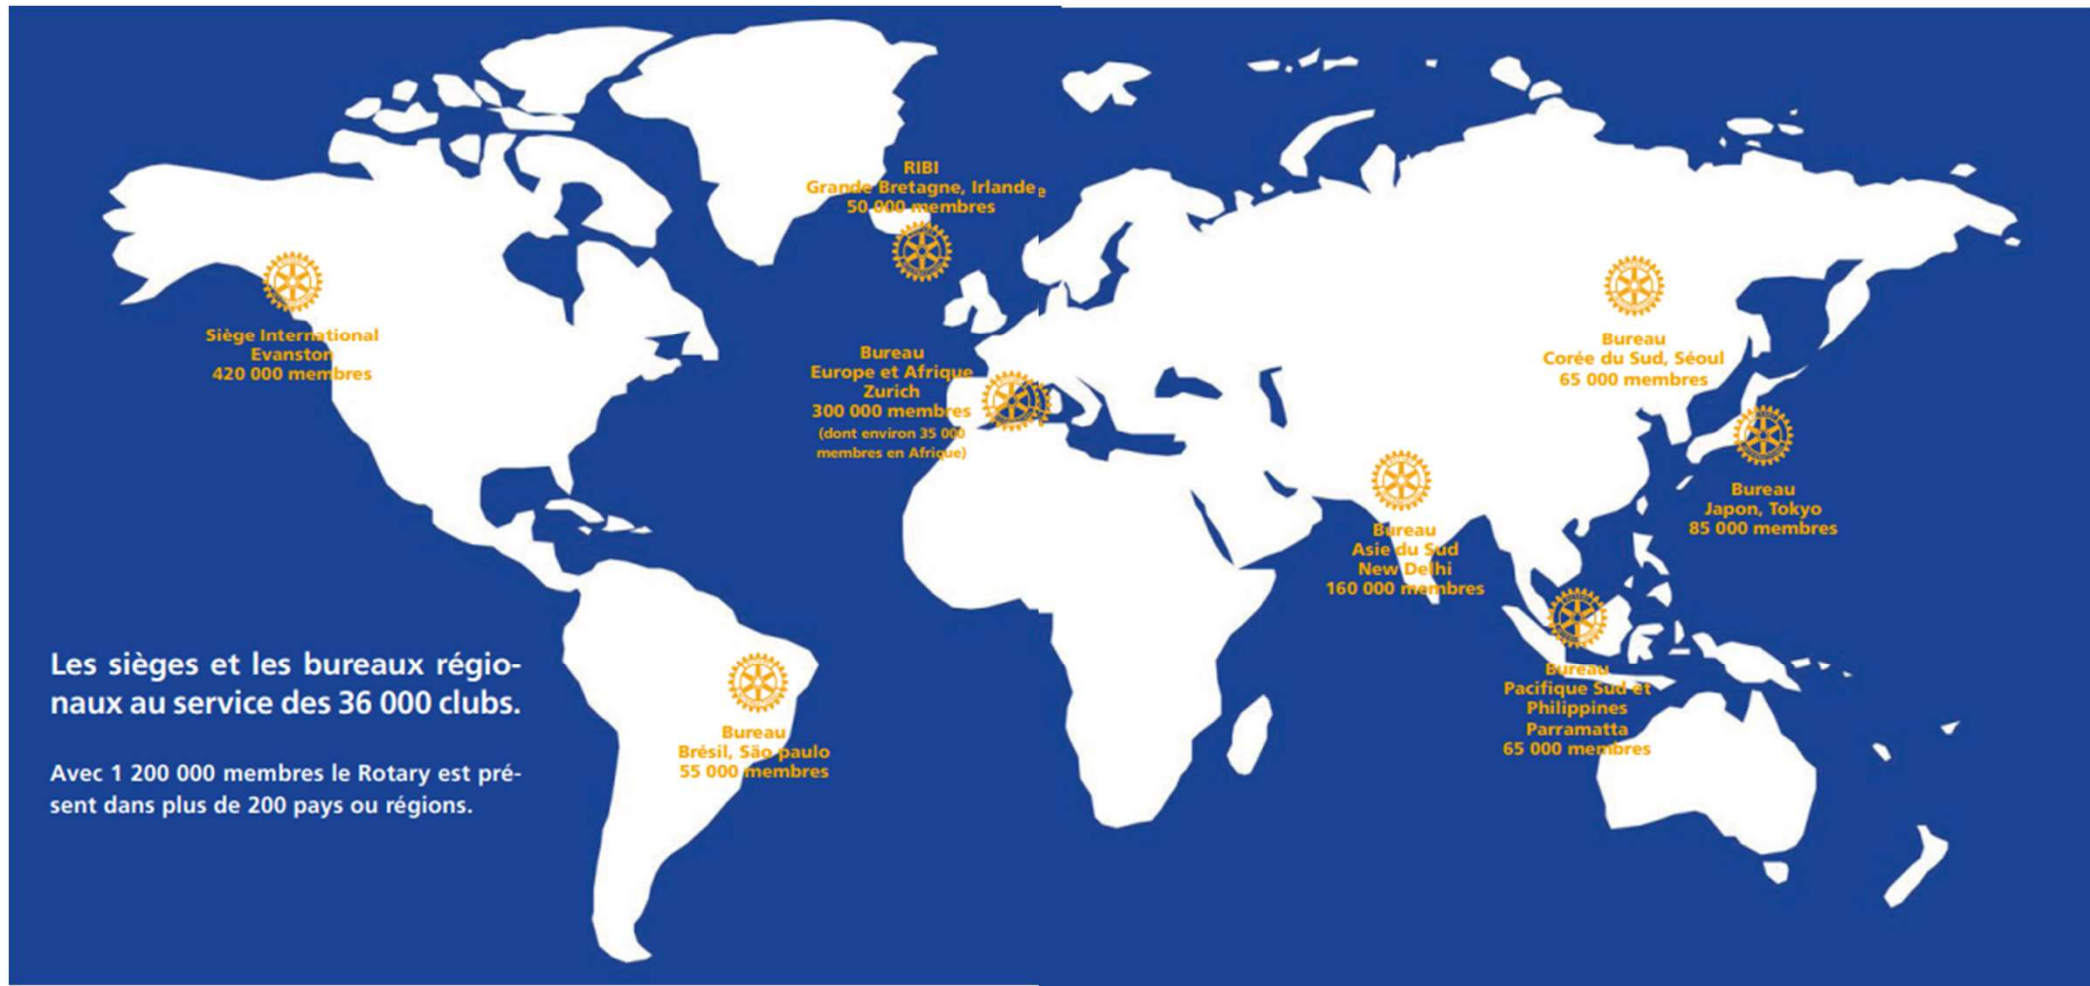 RIBI
Grande Bretagne, Irlande
50 000 membres
Siège International
Evanston
420 000 membres
Bureau
Europe et Afrique
Zurich
300 000 membres
(dont environ 35 000
membres en Afrique)
Bureau
Corée du Sud, Séoul
65 000 membres
Bureau
Japon, Tokyo
85 000 membres
Bureau
Asie du Sud
New Delhi
160 000 membres
Bureau
Pacifique Sud et
Philippines
Parramatta
65 000 membres
Bureau
Brésil, São paulo
55 000 membres
Les sièges et les bureaux régio-
naux au service des 36 000 clubs.
Avec 1 200 000 membres le Rotary est pré-
sent dans plus de 200 pays ou régions.